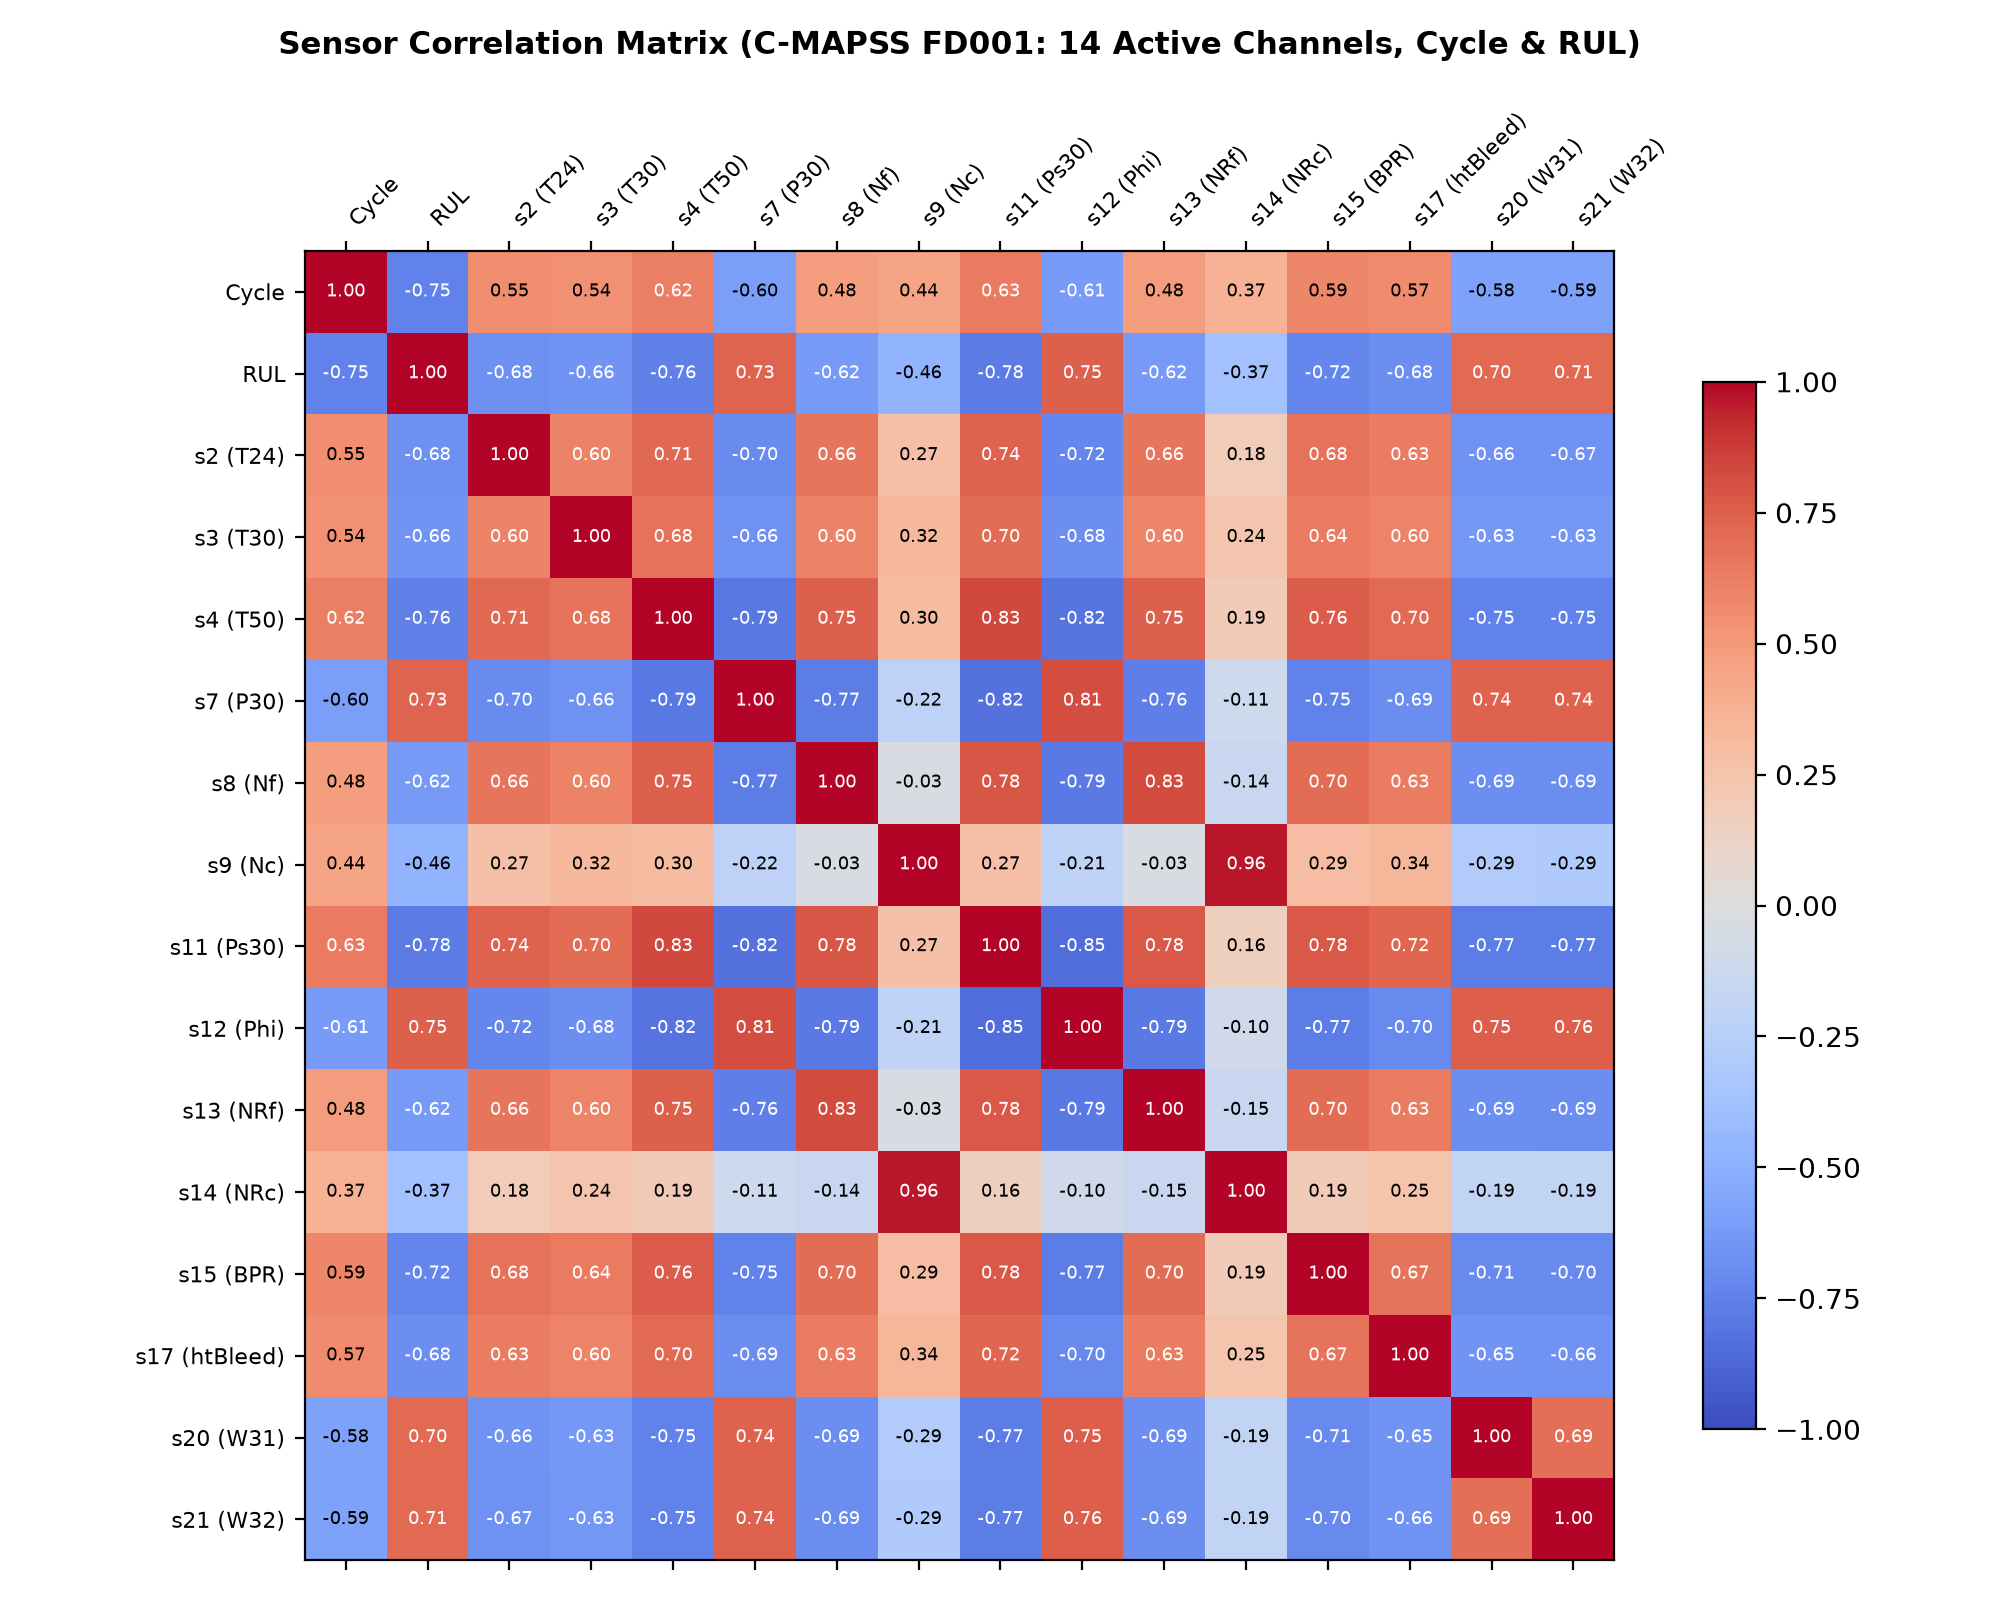 Sensor Correlation Matrix (C-MAPSS FD001: 14 Active Channels, Cycle & RUL)
Cycle RUL s2 (T24) s3 (T30) s4 (T50) s7 (P30) s8 (Nf) s9 (Nc) s11 (Ps30) s12 (Phi) s13 (NRf) s14 (NRc) s15 (BPR) s17 (htBleed) s20 (W31) s21 (W32)
Cycle 1.00 -0.75 0.55 0.54 0.62 -0.60 0.48 0.44 0.63 -0.61 0.48 0.37 0.59 0.57 -0.58 -0.59
RUL -0.75 1.00 -0.68 -0.66 -0.76 0.73 -0.62 -0.46 -0.78 0.75 -0.62 -0.37 -0.72 -0.68 0.70 0.71
s2 (T24) 0.55 -0.68 1.00 0.60 0.71 -0.70 0.66 0.27 0.74 -0.72 0.66 0.18 0.68 0.63 -0.66 -0.67
s3 (T30) 0.54 -0.66 0.60 1.00 0.68 -0.66 0.60 0.32 0.70 -0.68 0.60 0.24 0.64 0.60 -0.63 -0.63
s4 (T50) 0.62 -0.76 0.71 0.68 1.00 -0.79 0.75 0.30 0.83 -0.82 0.75 0.19 0.76 0.70 -0.75 -0.75
s7 (P30) -0.60 0.73 -0.70 -0.66 -0.79 1.00 -0.77 -0.22 -0.82 0.81 -0.76 -0.11 -0.75 -0.69 0.74 0.74
s8 (Nf) 0.48 -0.62 0.66 0.60 0.75 -0.77 1.00 -0.03 0.78 -0.79 0.83 -0.14 0.70 0.63 -0.69 -0.69
s9 (Nc) 0.44 -0.46 0.27 0.32 0.30 -0.22 -0.03 1.00 0.27 -0.21 -0.03 0.96 0.29 0.34 -0.29 -0.29
s11 (Ps30) 0.63 -0.78 0.74 0.70 0.83 -0.82 0.78 0.27 1.00 -0.85 0.78 0.16 0.78 0.72 -0.77 -0.77
s12 (Phi) -0.61 0.75 -0.72 -0.68 -0.82 0.81 -0.79 -0.21 -0.85 1.00 -0.79 -0.10 -0.77 -0.70 0.75 0.76
s13 (NRf) 0.48 -0.62 0.66 0.60 0.75 -0.76 0.83 -0.03 0.78 -0.79 1.00 -0.15 0.70 0.63 -0.69 -0.69
s14 (NRc) 0.37 -0.37 0.18 0.24 0.19 -0.11 -0.14 0.96 0.16 -0.10 -0.15 1.00 0.19 0.25 -0.19 -0.19
s15 (BPR) 0.59 -0.72 0.68 0.64 0.76 -0.75 0.70 0.29 0.78 -0.77 0.70 0.19 1.00 0.67 -0.71 -0.70
s17 (htBleed) 0.57 -0.68 0.63 0.60 0.70 -0.69 0.63 0.34 0.72 -0.70 0.63 0.25 0.67 1.00 -0.65 -0.66
s20 (W31) -0.58 0.70 -0.66 -0.63 -0.75 0.74 -0.69 -0.29 -0.77 0.75 -0.69 -0.19 -0.71 -0.65 1.00 0.69
s21 (W32) -0.59 0.71 -0.67 -0.63 -0.75 0.74 -0.69 -0.29 -0.77 0.76 -0.69 -0.19 -0.70 -0.66 0.69 1.00
1.00
0.75
0.50
0.25
0.00
−0.25
−0.50
−0.75
−1.00